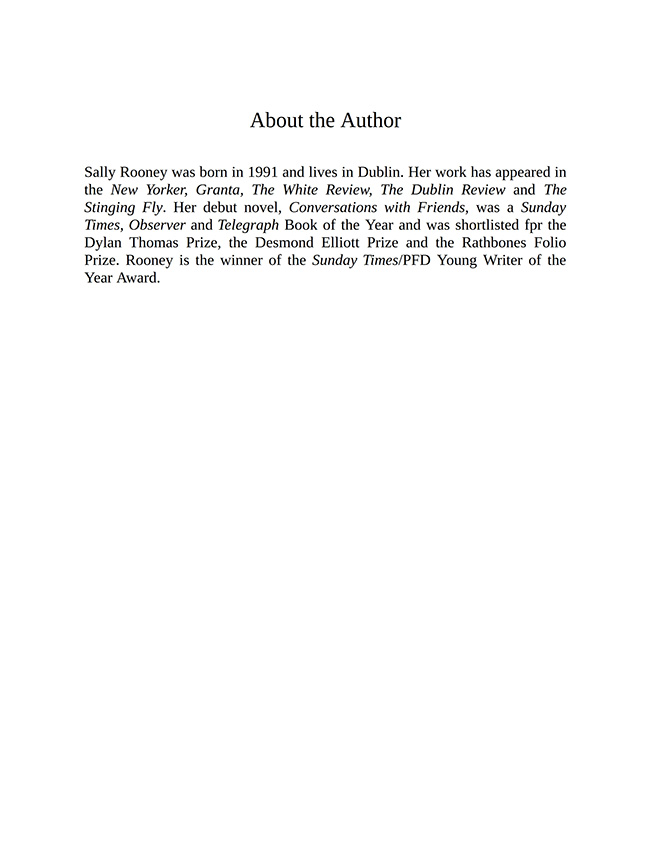 About the Author
Sally Rooney was born in 1991 and lives in Dublin. Her work has appeared in
the New Yorker, Granta, The White Review, The Dublin Review and The
Stinging Fly. Her debut novel, Conversations with Friends, was a Sunday
Times, Observer and Telegraph Book of the Year and was shortlisted fpr the
Dylan Thomas Prize, the Desmond Elliott Prize and the Rathbones Folio
Prize. Rooney is the winner of the Sunday Times/PFD Young Writer of the
Year Award.